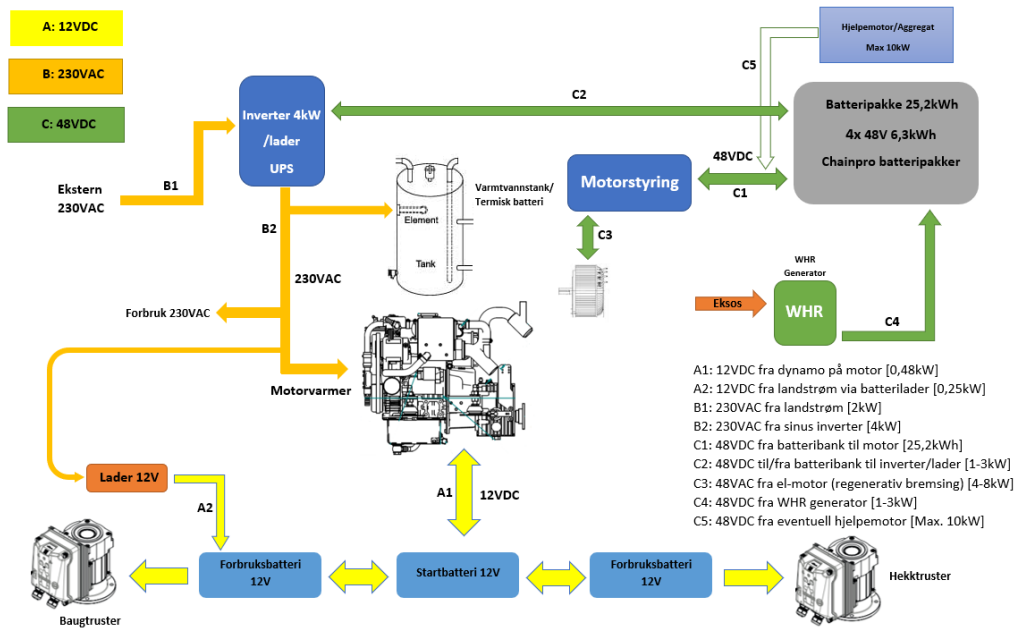 A: 12VDC
B: 230VAC
C: 48VDC
Hjelpemotor/Aggregat
Max 10kW
C5
C2
Inverter 4kW
/lader
UPS
Batteripakke 25,2kWh
4x 48V 6,3kWh
Chainpro batteripakker
48VDC
C1
Motorstyring
C3
Ekstern
230VAC
B1
B2
Varmtvannstank/
Termisk batteri
Element
Tank
230VAC
Forbruk 230VAC
Motorvarmer
WHR
Generator
Eksos
WHR
C4
A1: 12VDC fra dynamo på motor [0,48kW]
A2: 12VDC fra landstrøm via batterilader [0,25kW]
B1: 230VAC fra landstrøm [2kW]
B2: 230VAC fra sinus inverter [4kW]
C1: 48VDC fra batteribank til motor [25,2kWh]
C2: 48VDC til/fra batteribank til inverter/lader [1-3kW]
C3: 48VAC fra el-motor (regenerativ bremsing) [4-8kW]
C4: 48VDC fra WHR generator [1-3kW]
C5: 48VDC fra eventuell hjelpemotor [Max. 10kW]
Lader 12V
A2
A1
12VDC
Forbruksbatteri
12V
Startbatteri 12V
Forbruksbatteri
12V
Baugtruster
Hekktruster